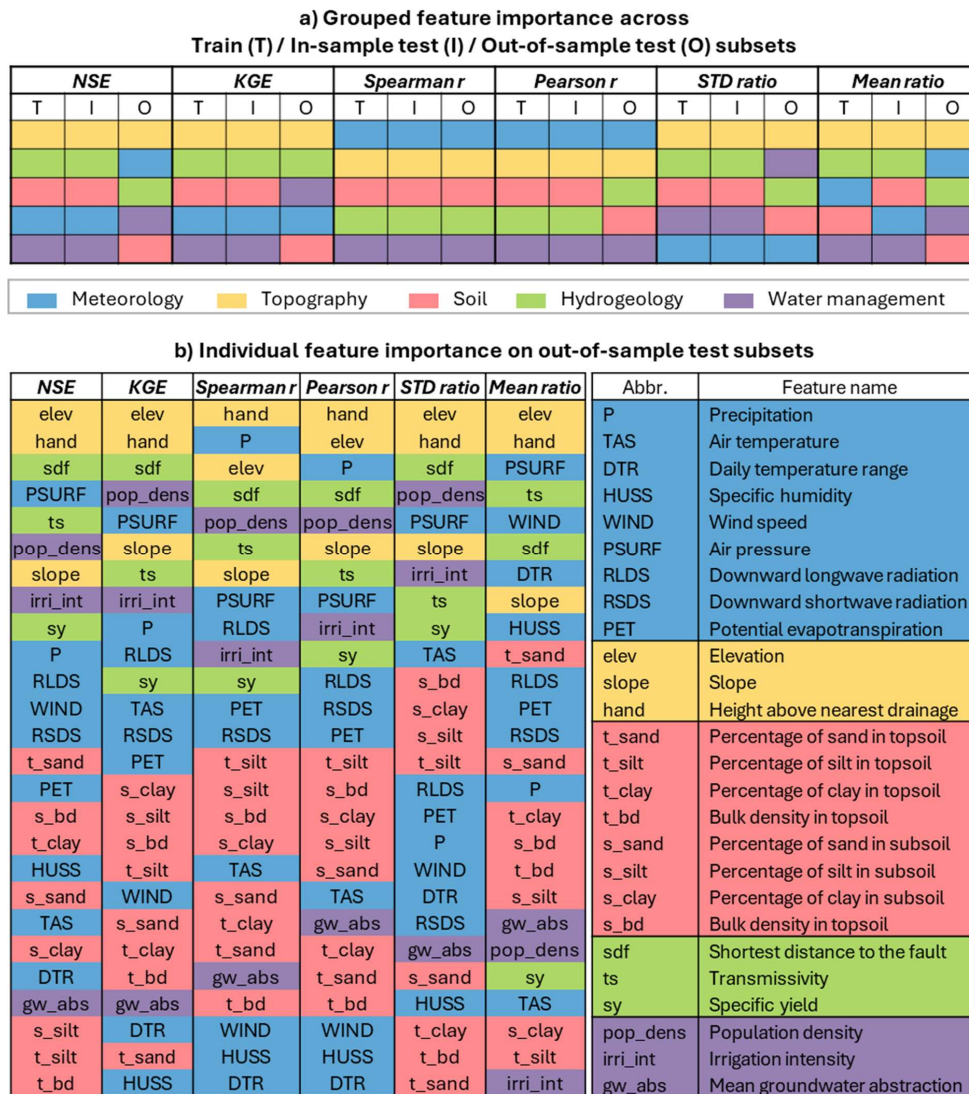 a) Grouped feature importance across
Train (T) / In-sample test (I) / Out-of-sample test (O) subsets
NSE KGE Spearman r Pearson r STD ratio Mean ratio
T I O T I O T I O T I O T I O T I O
Meteorology Topography Soil Hydrogeology Water management
b) Individual feature importance on out-of-sample test subsets
NSE KGE Spearman r Pearson r STD ratio Mean ratio Abbr. Feature name
elev elev hand hand elev elev P Precipitation
hand hand P elev hand hand TAS Air temperature
sdf sdf elev P sdf PSURF DTR Daily temperature range
PSURF pop_dens sdf sdf pop_dens ts HUSS Specific humidity
ts PSURF pop_dens pop_dens PSURF WIND WIND Wind speed
pop_dens slope ts slope slope sdf PSURF Air pressure
slope ts slope ts irri_int DTR RLDS Downward longwave radiation
irri_int irri_int PSURF PSURF ts slope RSDS Downward shortwave radiation
sy P RLDS irri_int sy HUSS PET Potential evapotranspiration
P RLDS irri_int sy TAS t_sand elev Elevation
RLDS sy sy RLDS s_bd RLDS slope Slope
WIND TAS PET RSDS s_clay PET hand Height above nearest drainage
RSDS RSDS RSDS PET s_silt RSDS t_sand Percentage of sand in topsoil
t_sand PET t_silt t_silt t_silt s_sand t_silt Percentage of silt in topsoil
PET s_clay s_silt s_bd RLDS P t_clay Percentage of clay in topsoil
s_bd s_silt s_bd s_clay PET t_clay t_bd Bulk density in topsoil
t_clay s_bd s_clay s_silt P s_bd s_sand Percentage of sand in subsoil
HUSS t_silt TAS s_sand WIND t_bd s_silt Percentage of silt in subsoil
s_sand WIND s_sand TAS DTR s_silt s_clay Percentage of clay in subsoil
TAS s_sand t_clay gw_abs RSDS gw_abs s_bd Bulk density in topsoil
s_clay t_clay t_sand t_clay gw_abs pop_dens sdf Shortest distance to the fault
DTR t_bd gw_abs t_sand s_sand sy ts Transmissivity
gw_abs gw_abs t_bd t_bd HUSS TAS sy Specific yield
s_silt DTR WIND WIND t_clay s_clay pop_dens Population density
t_silt t_sand HUSS HUSS t_bd t_silt irri_int Irrigation intensity
t_bd HUSS DTR DTR t_sand irri_int gw_abs Mean groundwater abstraction